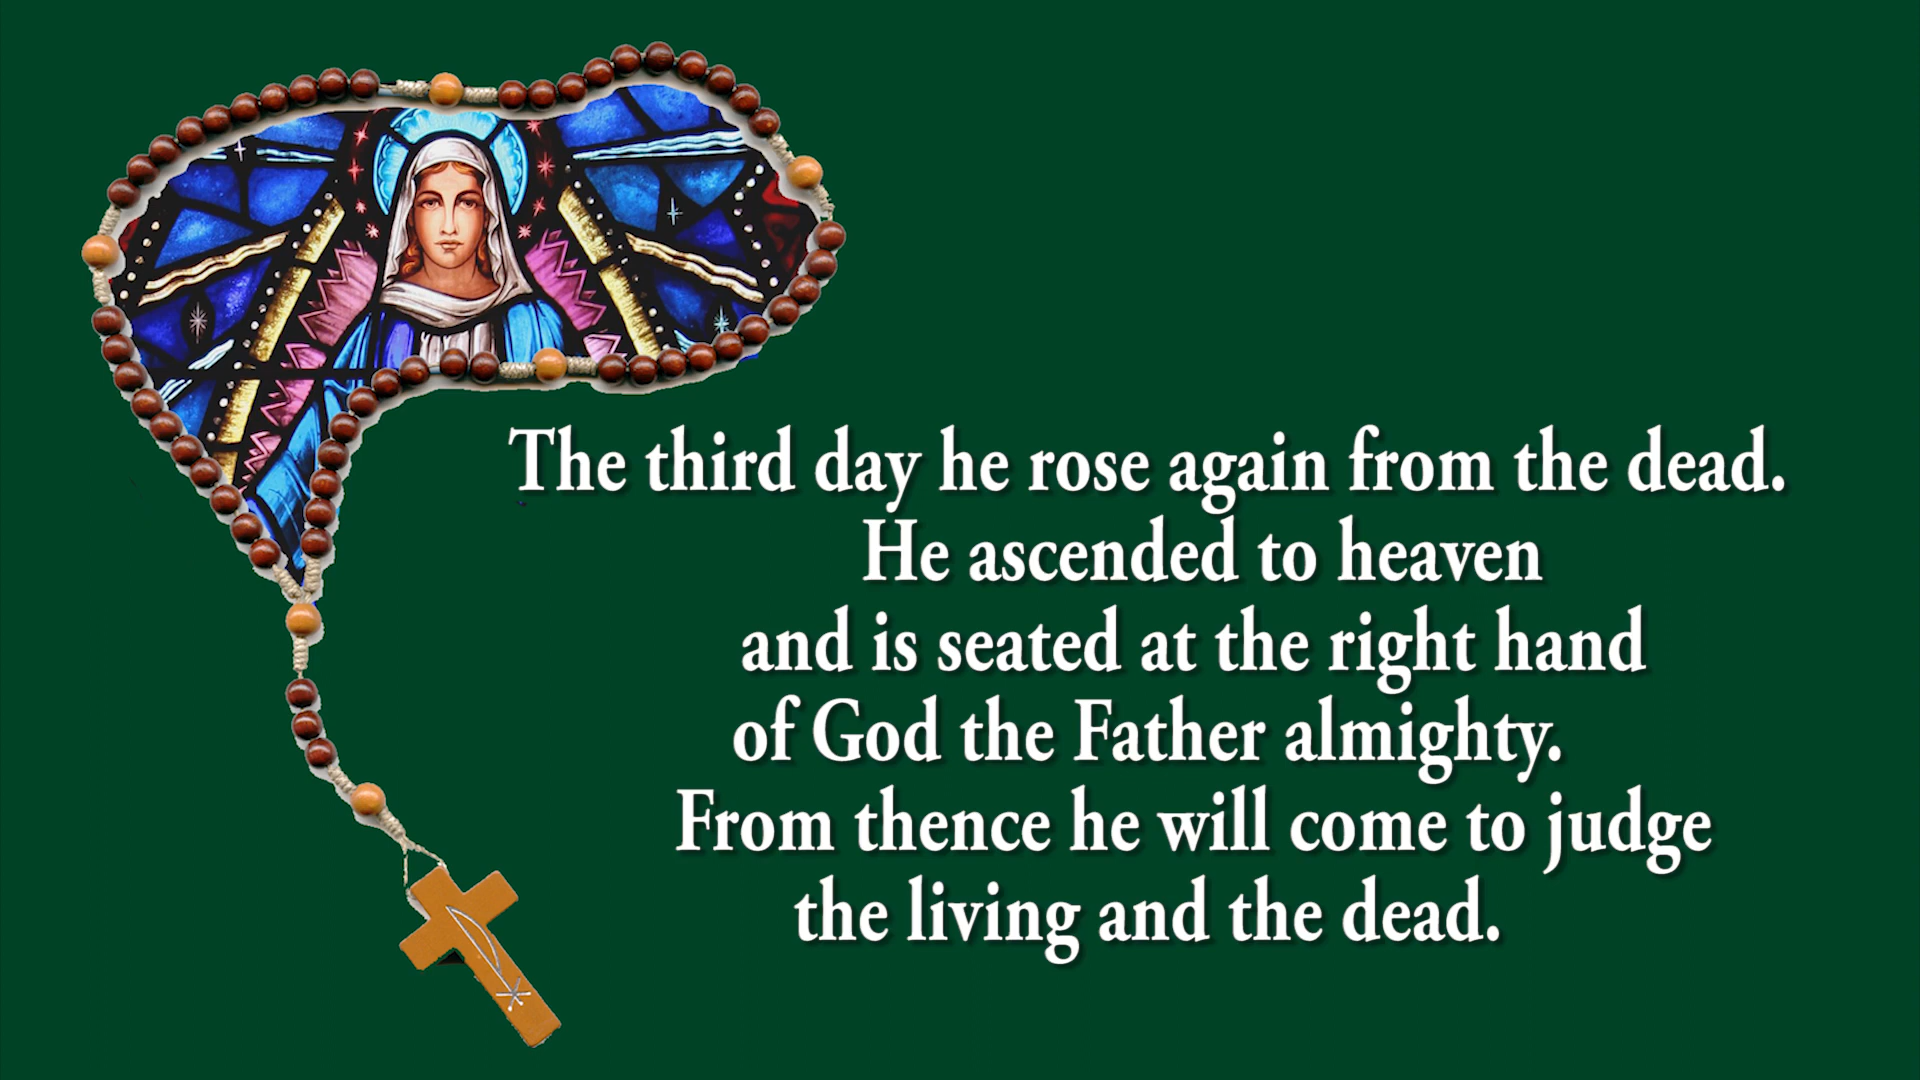 The third day he rose again from the dead.
He ascended to heaven
and is seated at the right hand
of God the Father almighty.
From thence he will come to judge
the living and the dead.